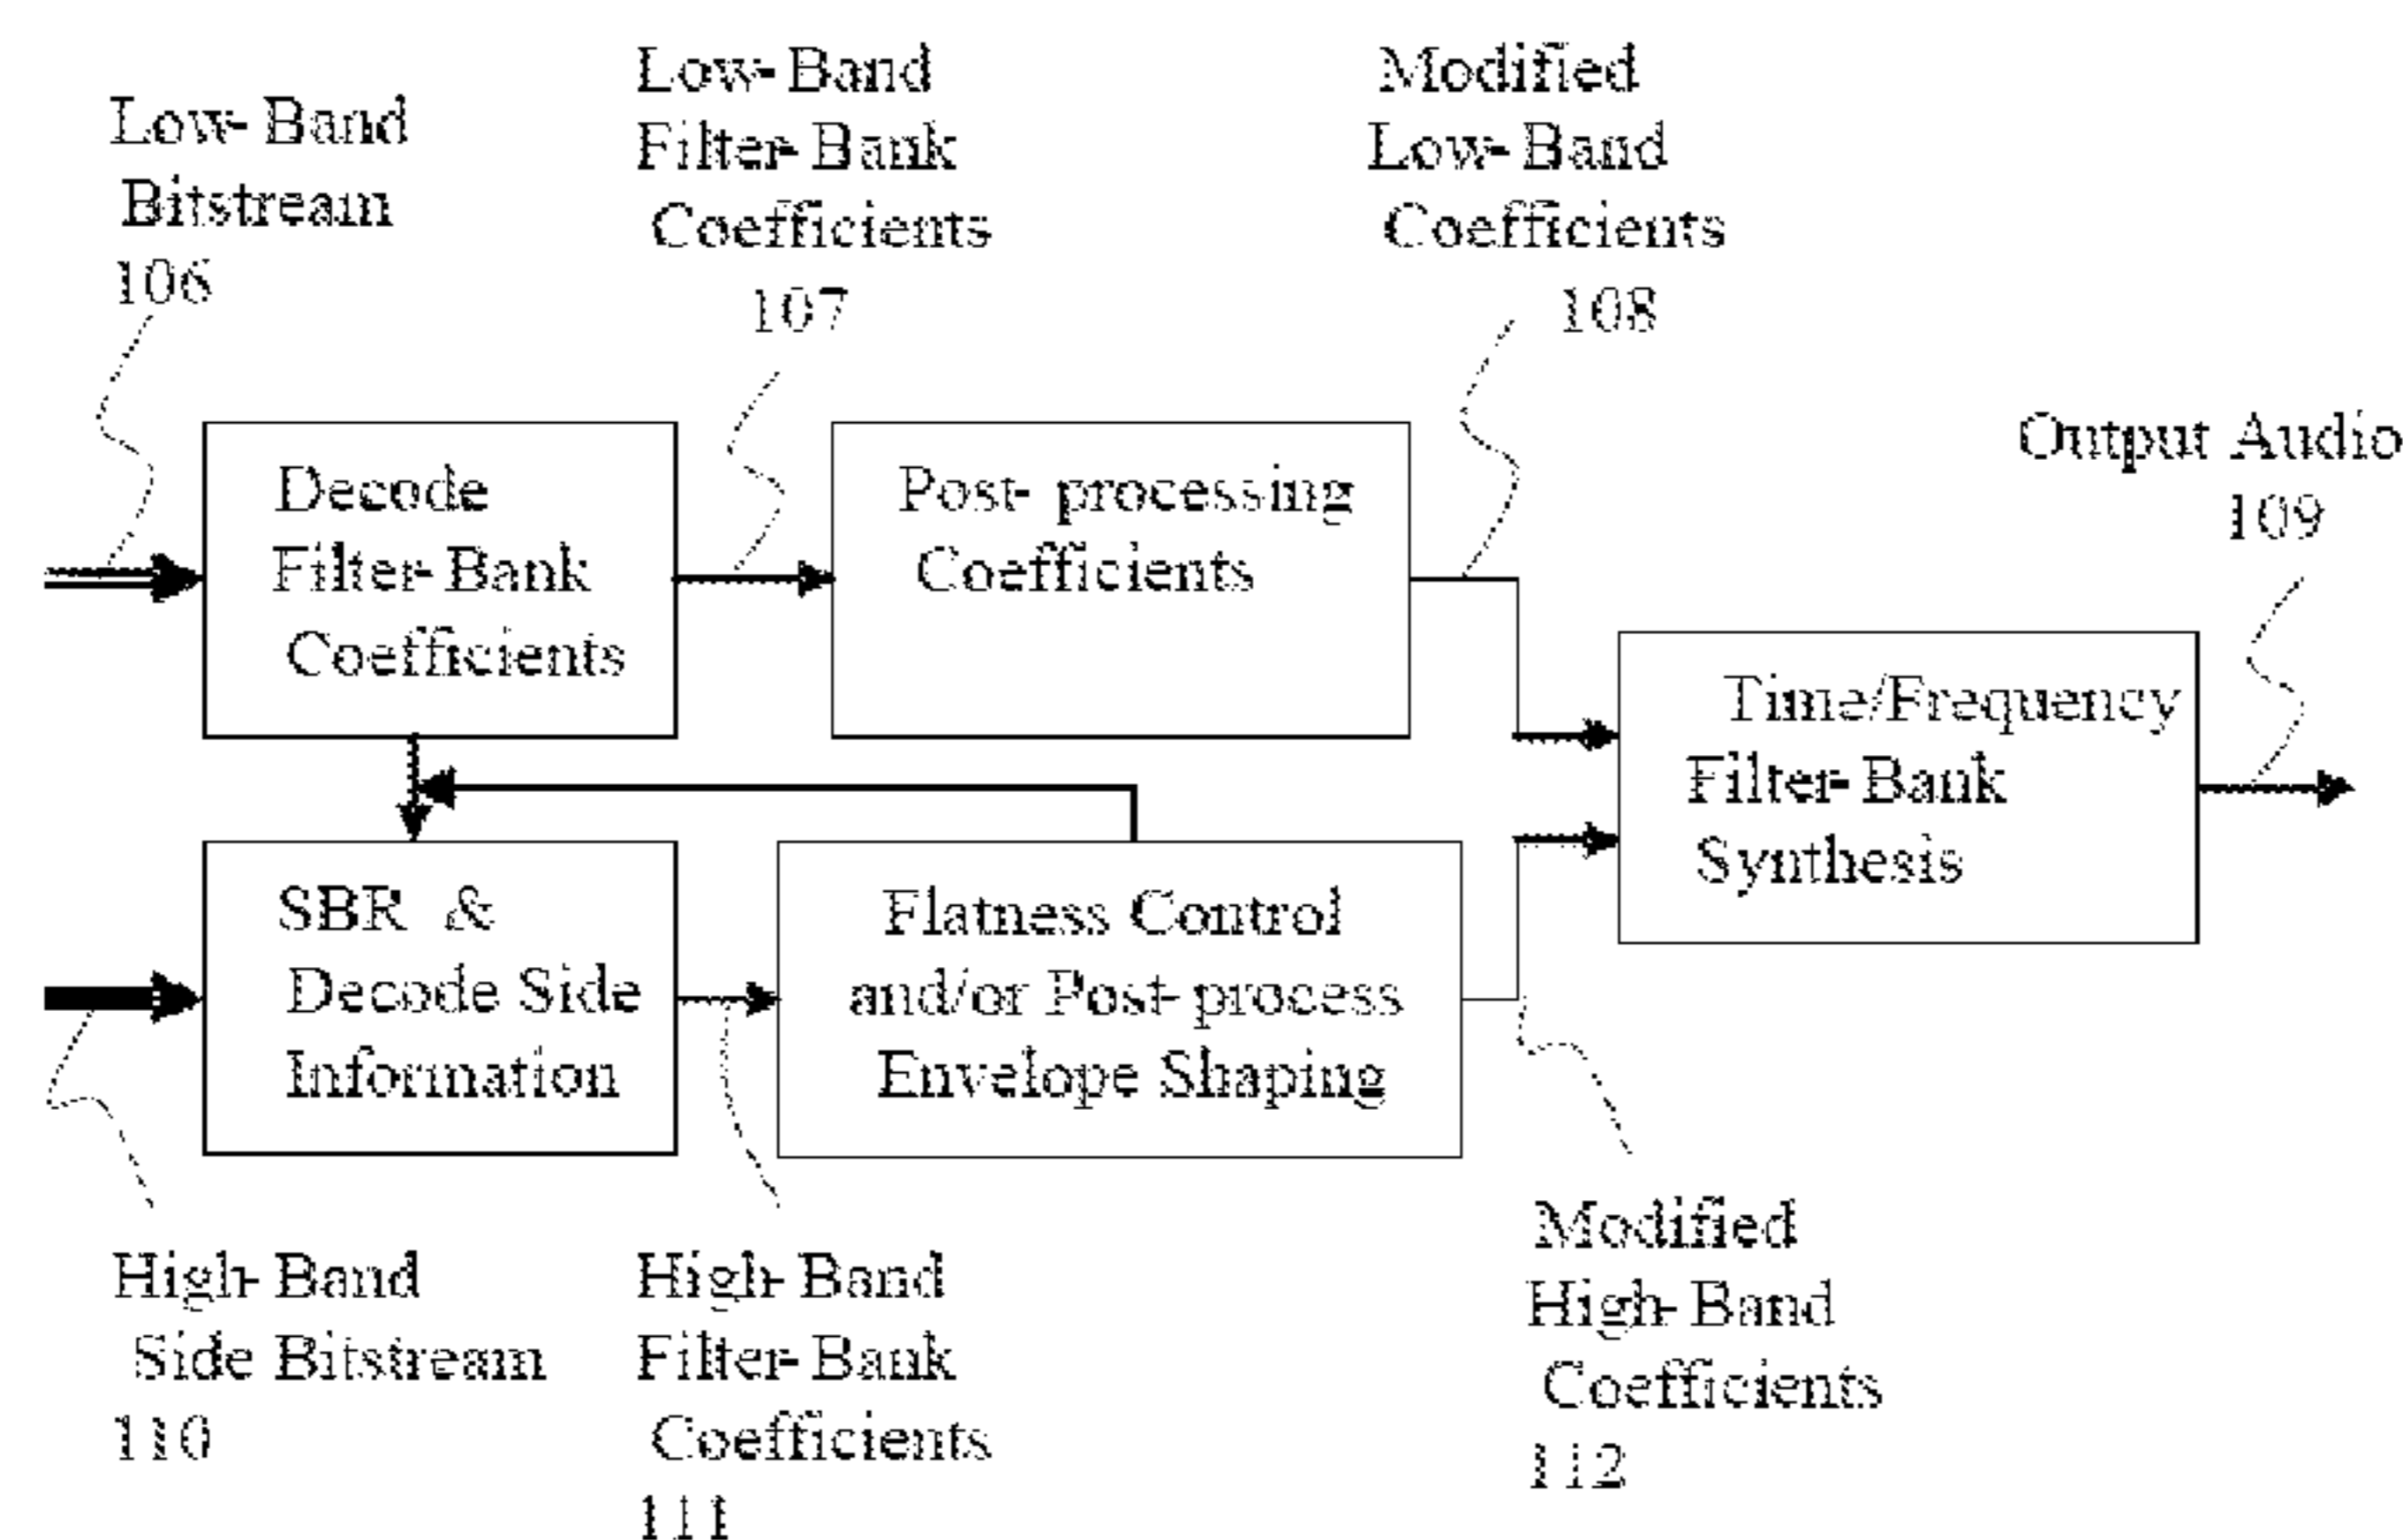 Low-Band
Bitstream
106
Low-Band
Filter-Bank
Coefficients
107
Modified
Low-Band
Coefficients
108
Output Audio
109
Decode
Filter-Bank
Coefficients
Post- processing
Coefficients
Time/Frequency
Filter-Bank
Synthesis
SBR &
Decode Side
Information
Flatness Control
and/or Post-process
Envelope Shaping
High-Band
Side Bitstream
110
High-Band
Filter-Bank
Coefficients
111
Modified
High-Band
Coefficients
112